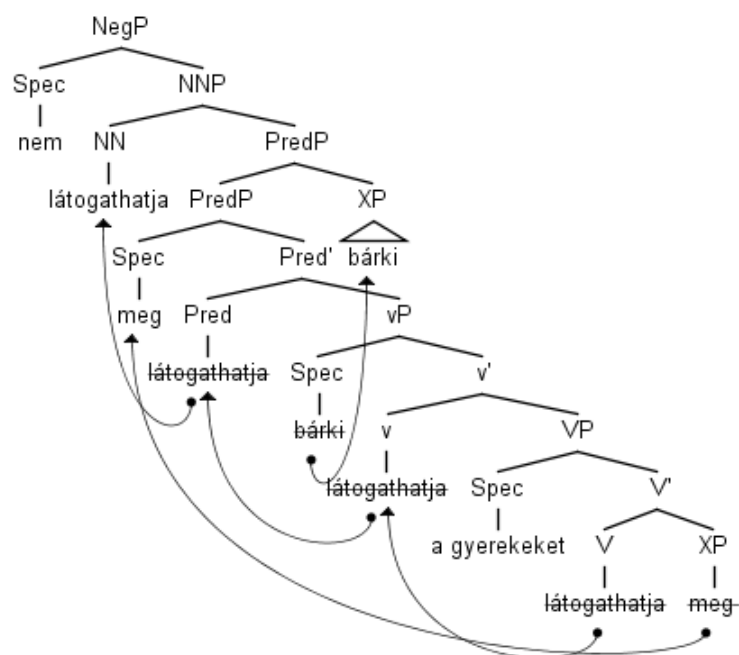 NegP
Spec NNP
nem NN PredP
látogathatja PredP XP
Spec Pred' bárki
meg Pred vP
látogathatja Spec v'
bárki v VP
látogathatja Spec V'
a gyerekeket V XP
látogathatja meg